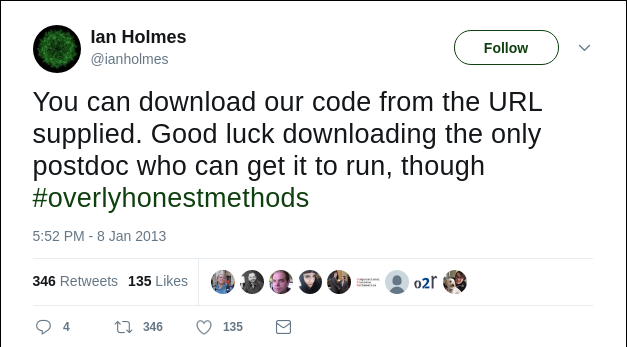 Ian Holmes
@ianholmes
Follow
You can download our code from the URL
supplied. Good luck downloading the only
postdoc who can get it to run, though
#overlyhonestmethods
5:52 PM - 8 Jan 2013
346 Retweets 135 Likes
o2r
4 346 135